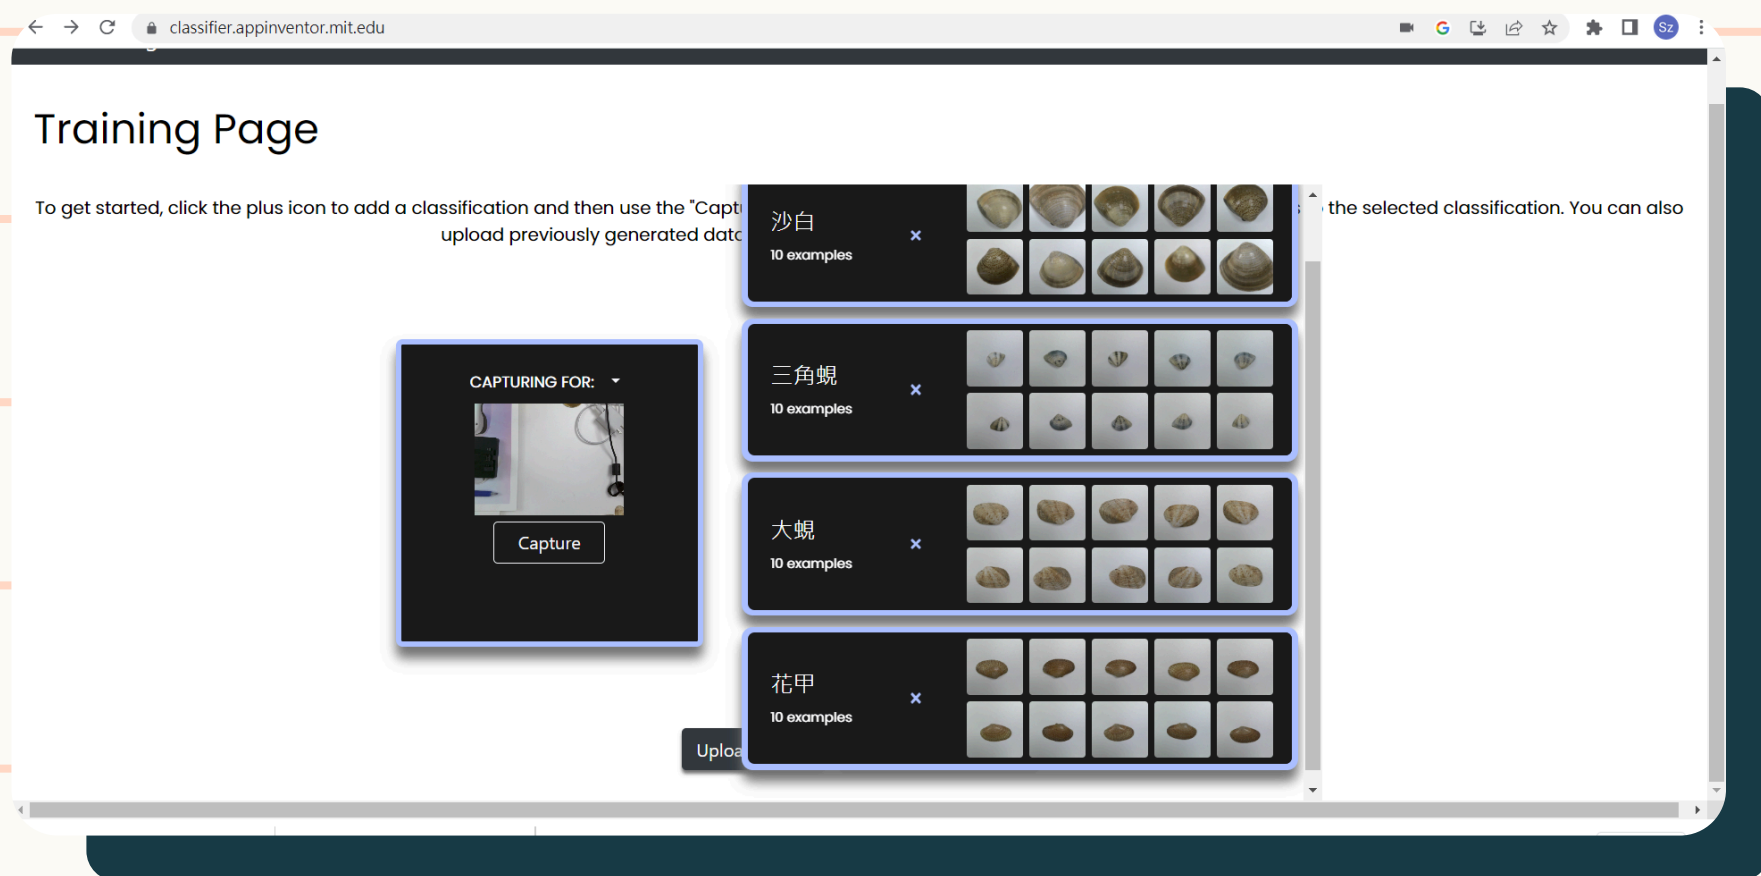 classifier.appinventor.mit.edu
Sz
Training Page
To get started, click the plus icon to add a classification and then use the "Capt the selected classification. You can also
upload previously generated data
沙白
10 examples
三角蜆
10 examples
CAPTURING FOR:
Capture
大蜆
10 examples
花甲
10 examples
Uploa